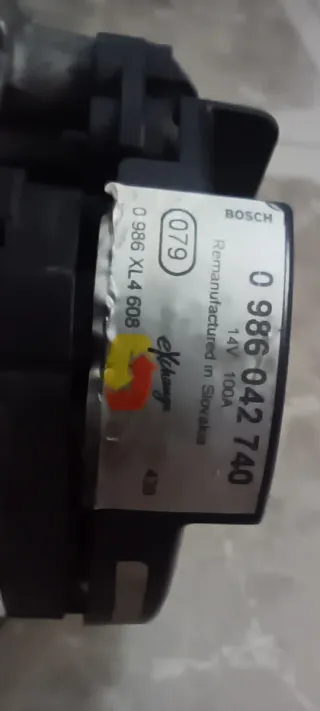 BOSCH
0 986 042 740
14V 100A
Remanufactured in Slovakia
079
eXchange
0 986 XL4 608